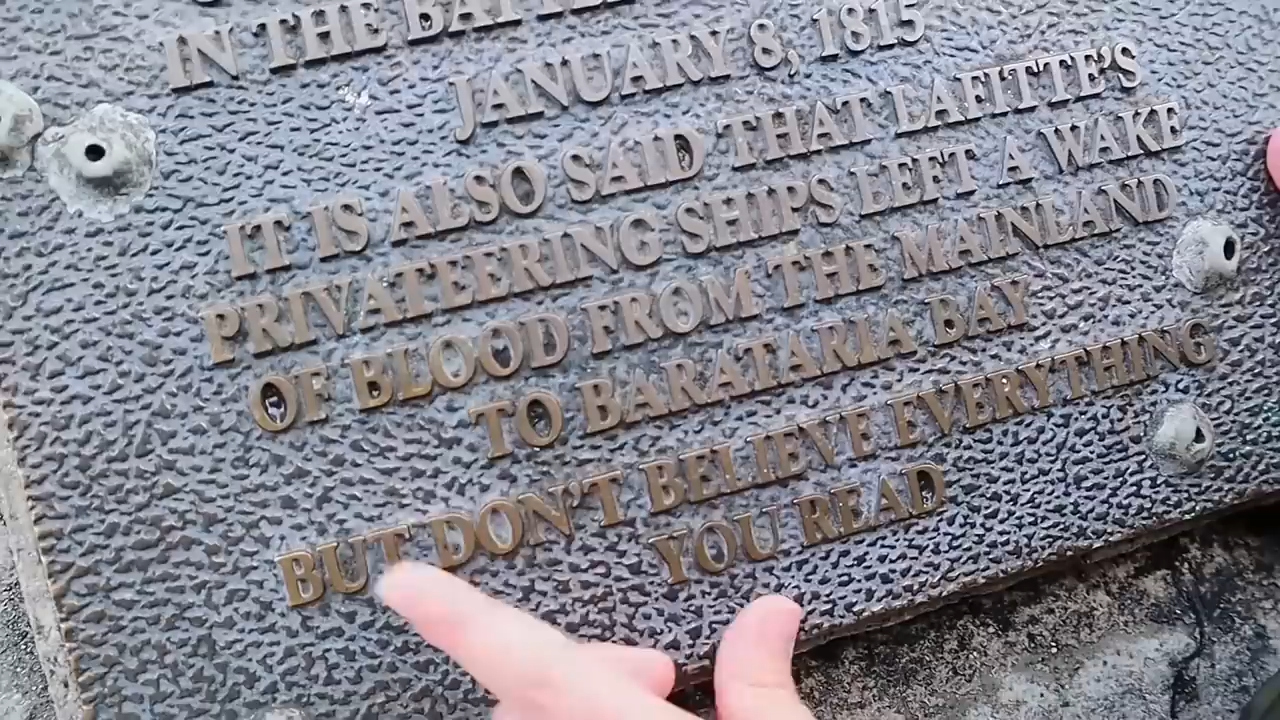 IN THE BATTLE
JANUARY 8, 1815
IT IS ALSO SAID THAT LAFITTE'S
PRIVATEERING SHIPS LEFT A WAKE
OF BLOOD FROM THE MAINLAND
TO BARATARIA BAY
BUT DON'T BELIEVE EVERYTHING
YOU READ